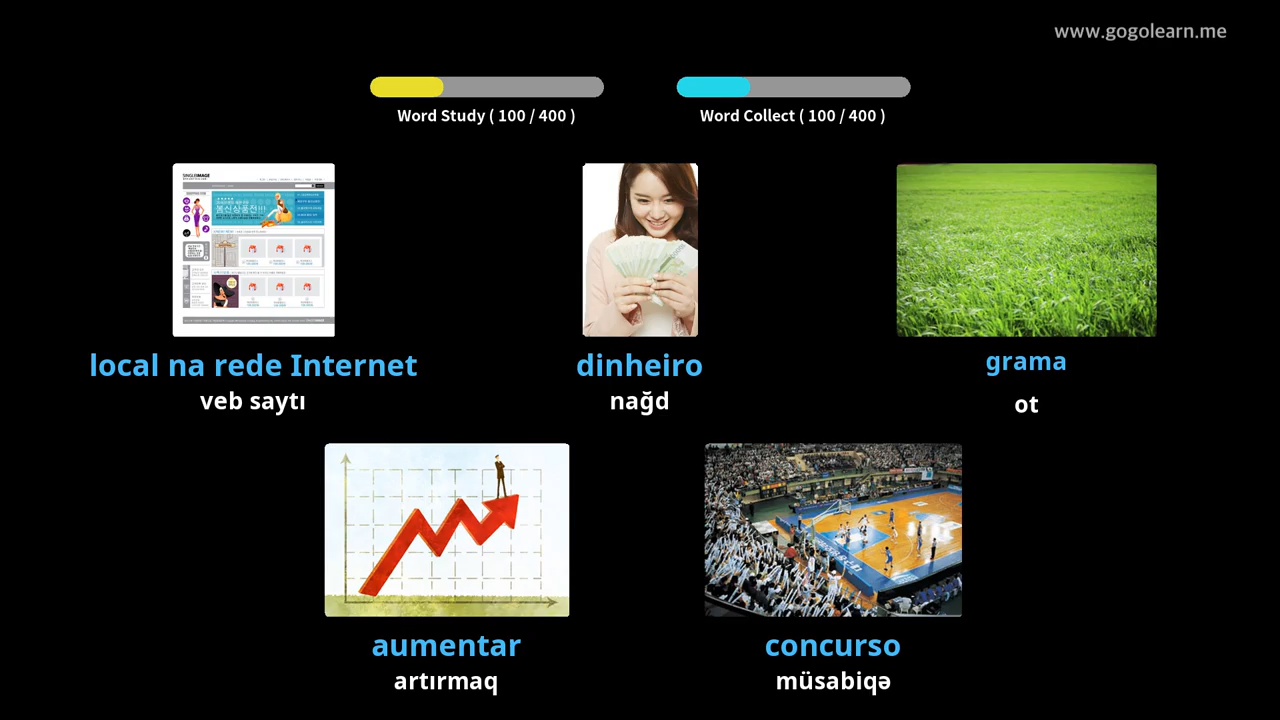 www.gogolearn.me
Word Study ( 100 / 400 )
Word Collect ( 100 / 400 )
local na rede Internet
veb saytı
dinheiro
nağd
grama
ot
aumentar
artırmaq
concurso
müsabiqə